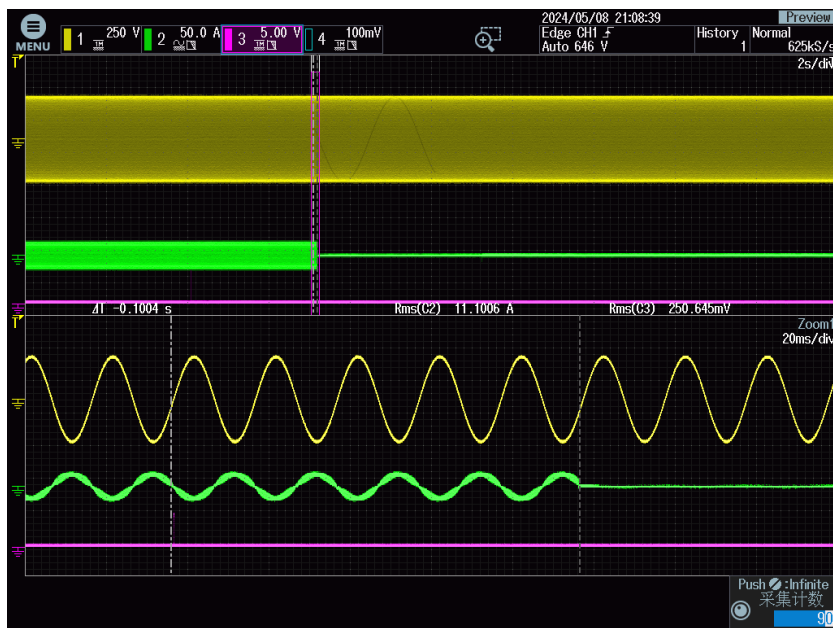 2024/05/08 21:08:39 Preview
MENU 1 250 V 2 50.0 A 3 5.00 V 4 100mV Edge CH1 History Normal
Auto 646 V 1 625kS/s
T 2s/div
ΔT -0.1004 s Rms(C2) 11.1006 A Rms(C3) 250.645mV
T Zoom1
20ms/div
Push :Infinite
采集计数
90